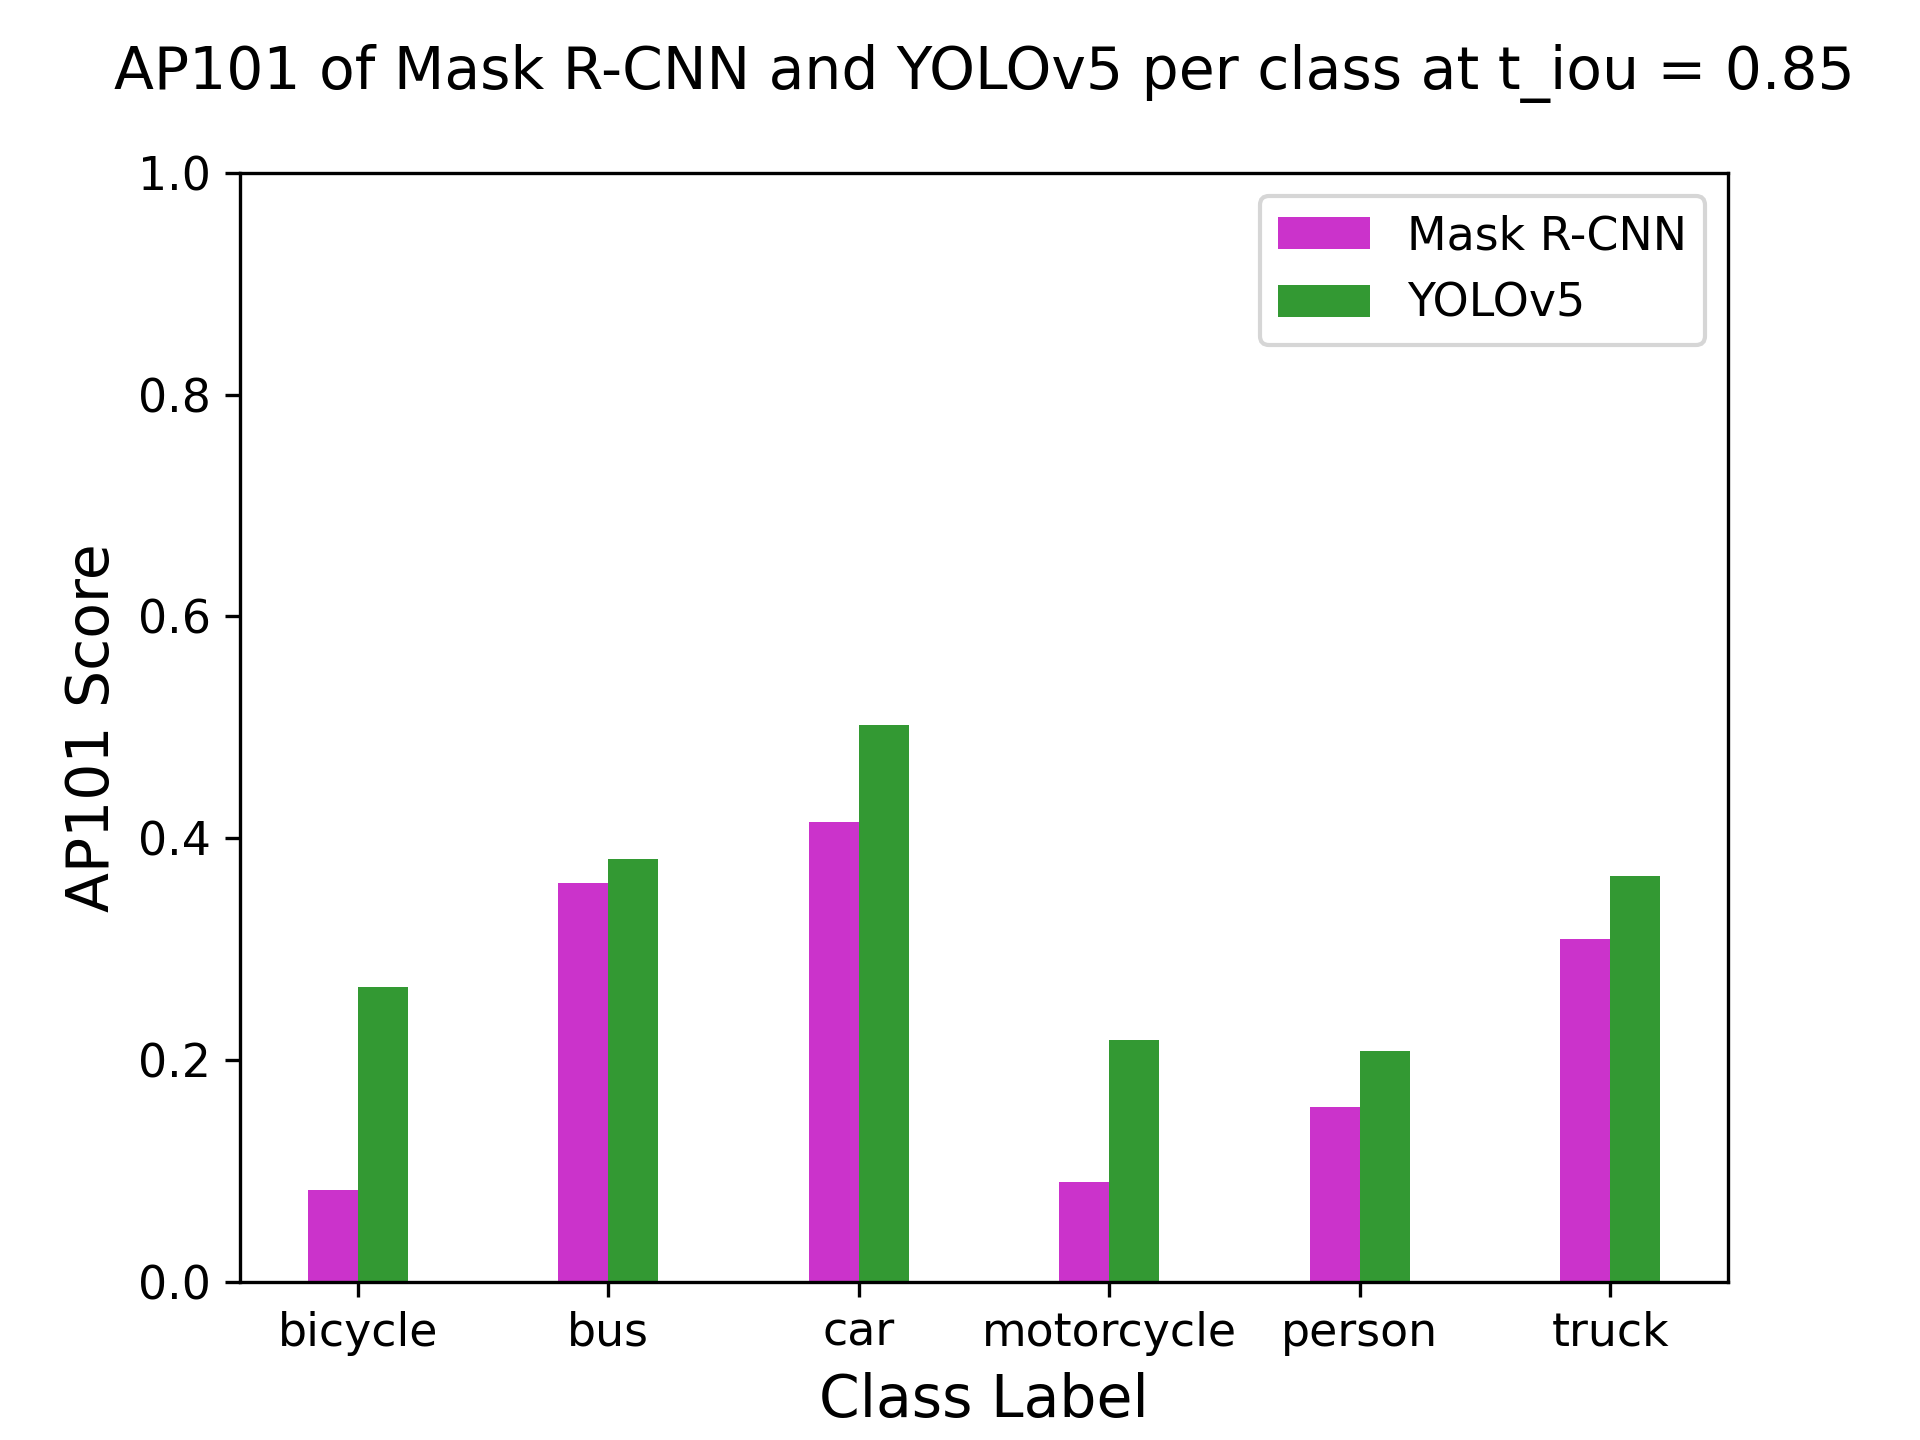 AP101 of Mask R-CNN and YOLOv5 per class at t_iou = 0.85
1.0
0.8
0.6
0.4
0.2
0.0
AP101 Score
Mask R-CNN
YOLOv5
bicycle bus car motorcycle person truck
Class Label